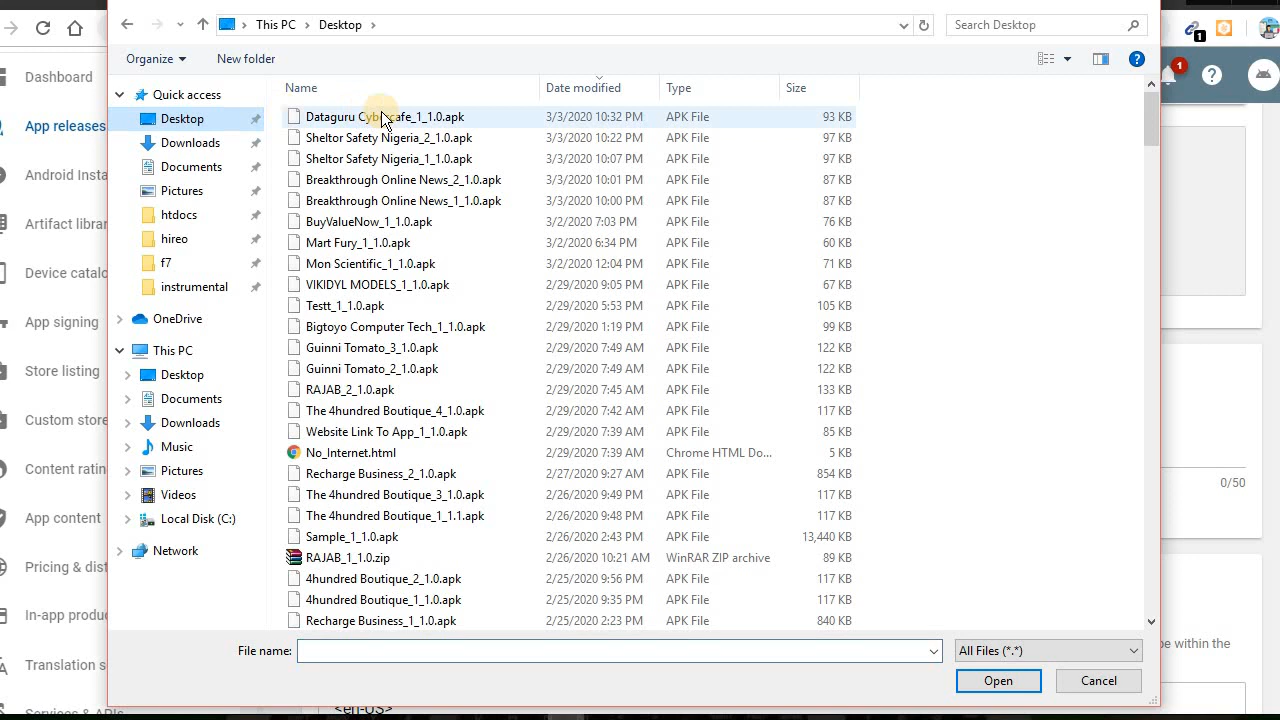 This PC > Desktop >
Search Desktop
Organize
New folder
1
1
Name
Date modified
Type
Size
Quick access
Desktop
Downloads
Documents
Pictures
htdocs
hireo
f7
instrumental
OneDrive
This PC
Desktop
Documents
Downloads
Music
Pictures
Videos
Local Disk (C:)
Network
Dataguru Cybercafe_1_1.0.apk 3/3/2020 10:32 PM APK File 93 KB
Sheltor Safety Nigeria_2_1.0.apk 3/3/2020 10:22 PM APK File 97 KB
Sheltor Safety Nigeria_1_1.0.apk 3/3/2020 10:07 PM APK File 97 KB
Breakthrough Online News_2_1.0.apk 3/3/2020 10:01 PM APK File 87 KB
Breakthrough Online News_1_1.0.apk 3/3/2020 10:00 PM APK File 87 KB
BuyValueNow_1_1.0.apk 3/2/2020 7:03 PM APK File 76 KB
Mart Fury_1_1.0.apk 3/2/2020 6:34 PM APK File 60 KB
Mon Scientific_1_1.0.apk 3/2/2020 12:04 PM APK File 71 KB
VIKIDYL MODELS_1_1.0.apk 2/29/2020 9:05 PM APK File 88 KB
Testt_1_1.0.apk 2/29/2020 5:53 PM APK File 105 KB
Bigtoyo Computer Tech_1_1.0.apk 2/29/2020 1:19 PM APK File 99 KB
Guinni Tomato_3_1.0.apk 2/29/2020 7:49 AM APK File 122 KB
Guinni Tomato_2_1.0.apk 2/29/2020 7:49 AM APK File 122 KB
RAJAB_2_1.0.apk 2/29/2020 7:45 AM APK File 133 KB
The 4hundred Boutique_4_1.0.apk 2/29/2020 7:42 AM APK File 117 KB
Website Link To App_1_1.0.apk 2/29/2020 7:39 AM APK File 85 KB
No_Internet.html 2/29/2020 7:39 AM Chrome HTML Do... 5 KB
Recharge Business_2_1.0.apk 2/27/2020 9:27 AM APK File 854 KB
The 4hundred Boutique_3_1.0.apk 2/26/2020 9:49 PM APK File 117 KB
The 4hundred Boutique_1_1.1.apk 2/26/2020 9:48 PM APK File 117 KB
Sample_1_1.0.apk 2/26/2020 2:43 PM APK File 13,440 KB
RAJAB_1_1.0.zip 2/26/2020 10:21 AM WinRAR ZIP archive 89 KB
4hundred Boutique_2_1.0.apk 2/25/2020 9:56 PM APK File 117 KB
4hundred Boutique_1_1.0.apk 2/25/2020 9:35 PM APK File 117 KB
Recharge Business_1_1.0.apk 2/25/2020 2:23 PM APK File 840 KB
File name:
All Files (*.*)
Open
Cancel
Dashboard
App releases
Android Insta
Artifact librar
Device catalo
App signing
Store listing
Custom store
Content ratin
App content
Pricing & dist
In-app produc
Translation s
Services & APIs
0/50
be within the
<en-US>